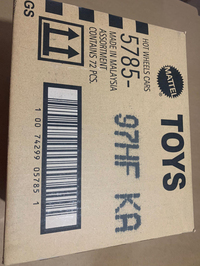 TOYS
MATTEL
HOT WHEELS CARS
5785-97HF KA
MADE IN MALAYSIA
ASSORTMENT
CONTAINS 72 PCS.
1 00 74299 05785 1
GS